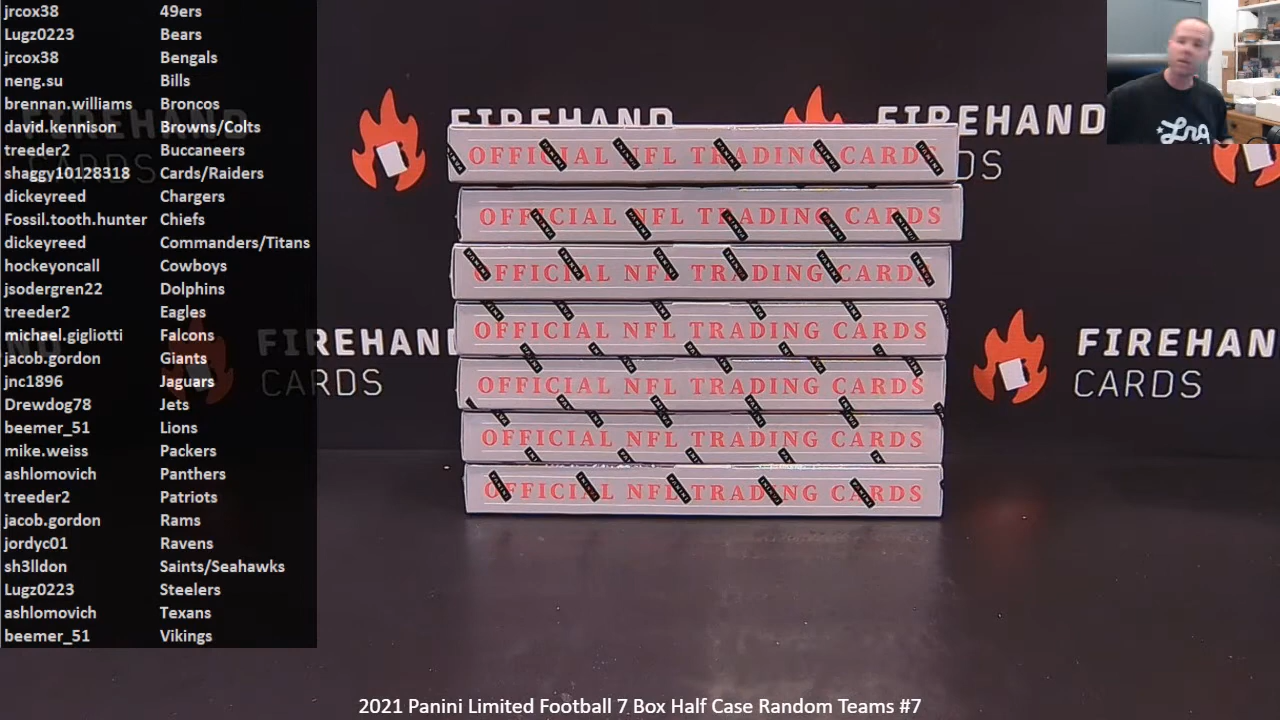 jrcox38 49ers
Lugz0223 Bears
jrcox38 Bengals
neng.su Bills
brennan.williams Broncos
david.kennison Browns/Colts
treeder2 Buccaneers
shaggy10128318 Cards/Raiders
dickeyreed Chargers
Fossil.tooth.hunter Chiefs
dickeyreed Commanders/Titans
hockeyoncall Cowboys
jsodergren22 Dolphins
treeder2 Eagles
michael.gigliotti Falcons
jacob.gordon Giants
jnc1896 Jaguars
Drewdog78 Jets
beemer_51 Lions
mike.weiss Packers
ashlomovich Panthers
treeder2 Patriots
jacob.gordon Rams
jordyc01 Ravens
sh3lldon Saints/Seahawks
Lugz0223 Steelers
ashlomovich Texans
beemer_51 Vikings
FIREHAND
CARDS
FIREHAND
FIREHAND
CARDS
FIREHAND
CARDS
FIREHAN
CARDS
OFFICIAL NFL TRADING CARDS
OFFICIAL NFL TRADING CARDS
OFFICIAL NFL TRADING CARDS
OFFICIAL NFL TRADING CARDS
OFFICIAL NFL TRADING CARDS
OFFICIAL NFL TRADING CARDS
OFFICIAL NFL TRADING CARDS
PANINI
2021 Panini Limited Football 7 Box Half Case Random Teams #7